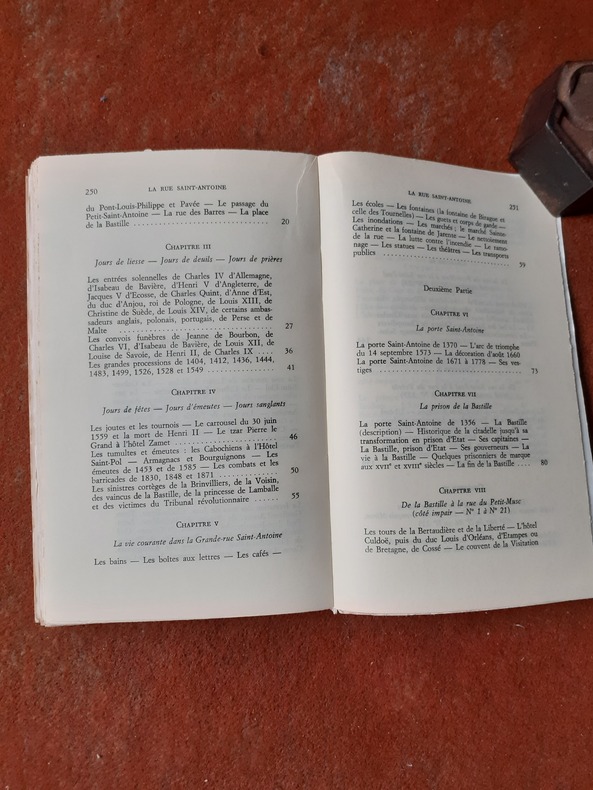 250
LA RUE SAINT-ANTOINE
du Pont-Louis-Philippe et Pavée — Le passage du
Petit-Saint-Antoine — La rue des Barres — La place
de la Bastille .................................... 20
CHAPITRE III
Jours de liesse — Jours de deuils — Jours de prières
Les entrées solennelles de Charles IV d'Allemagne,
d'Isabeau de Bavière, d'Henri V d'Angleterre, de
Jacques V d'Ecosse, de Charles Quint, d'Anne d'Est,
du duc d'Anjou, roi de Pologne, de Louis XIII, de
Christine de Suède, de Louis XIV, de certains ambas-
sadeurs anglais, polonais, portugais, de Perse et de
Malte .................................... 27
Les convois funèbres de Jeanne de Bourbon, de
Charles VI, d'Isabeau de Bavière, de Louis XII, de
Louise de Savoie, de Henri II, de Charles IX .... 36
Les grandes processions de 1404, 1412, 1436, 1444,
1483, 1499, 1526, 1528 et 1549 .................. 41
CHAPITRE IV
Jours de fêtes — Jours d'émeutes — Jours sanglants
Les joutes et les tournois — Le carrousel du 30 juin
1559 et la mort de Henri II — Le tzar Pierre le
Grand à l'hôtel Zamet .......................... 46
Les tumultes et émeutes : les Cabochiens à l'Hôtel
Saint-Pol — Armagnacs et Bourguignons — Les
émeutes de 1453 et de 1585 — Les combats et les
barricades de 1830, 1848 et 1871 ................ 50
Les sinistres cortèges de la Brinvilliers, de la Voisin,
des vaincus de la Bastille, de la princesse de Lamballe
et des victimes du Tribunal révolutionnaire ...... 55
CHAPITRE V
La vie courante dans la Grande-rue Saint-Antoine
Les bains — Les boîtes aux lettres — Les cafés —
LA RUE SAINT-ANTOINE
251
Les écoles — Les fontaines (la fontaine de Birague et
celle des Tournelles) — Les guets et corps de garde —
Les inondations — Les marchés ; le marché Sainte-
Catherine et la fontaine de Jarente — Le nettoiement
de la rue — La lutte contre l'incendie — Le ramo-
nage — Les statues — Les théâtres — Les transports
publics .................................... 59
Deuxième Partie
CHAPITRE VI
La porte Saint-Antoine
La porte Saint-Antoine de 1370 — L'arc de triomphe
du 14 septembre 1573 — La décoration d'août 1660
La porte Saint-Antoine de 1671 à 1778 — Ses ves-
tiges .................................... 73
CHAPITRE VII
La prison de la Bastille
La porte Saint-Antoine de 1356 — La Bastille
(description) — Historique de la citadelle jusqu'à sa
transformation en prison d'Etat — Ses capitaines —
La Bastille, prison d'Etat — Ses gouverneurs — La
vie à la Bastille — Quelques prisonniers de marque
aux XVIIe et XVIIIe siècles — La fin de la Bastille .... 80
CHAPITRE VIII
De la Bastille à la rue du Petit-Musc
(côté impair — N° 1 à N° 21)
Les tours de la Bertaudière et de la Liberté — L'hôtel
Culdoë, puis du duc Louis d'Orléans, d'Etampes ou
de Bretagne, de Cossé — Le couvent de la Visitation